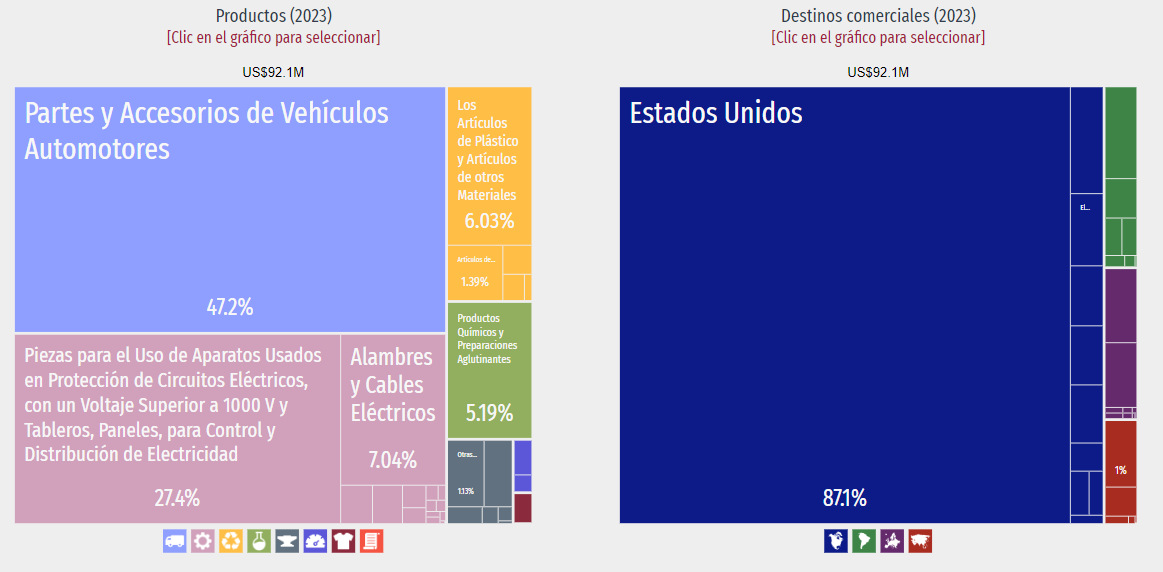 Productos (2023)
[Clic en el gráfico para seleccionar]
US$92.1M
Partes y Accesorios de Vehículos
Automotores
47.2%
Los
Artículos
de Plástico
y Artículos
de otros
Materiales
6.03%
Artículos de...
1.39%
Productos
Químicos y
Preparaciones
Aglutinantes
5.19%
Piezas para el Uso de Aparatos Usados
en Protección de Circuitos Eléctricos,
con un Voltaje Superior a 1000 V y
Tableros, Paneles, para Control y
Distribución de Electricidad
27.4%
Alambres
y Cables
Eléctricos
7.04%
Otras...
1.13%
Destinos comerciales (2023)
[Clic en el gráfico para seleccionar]
US$92.1M
Estados Unidos
87.1%
El...
1%